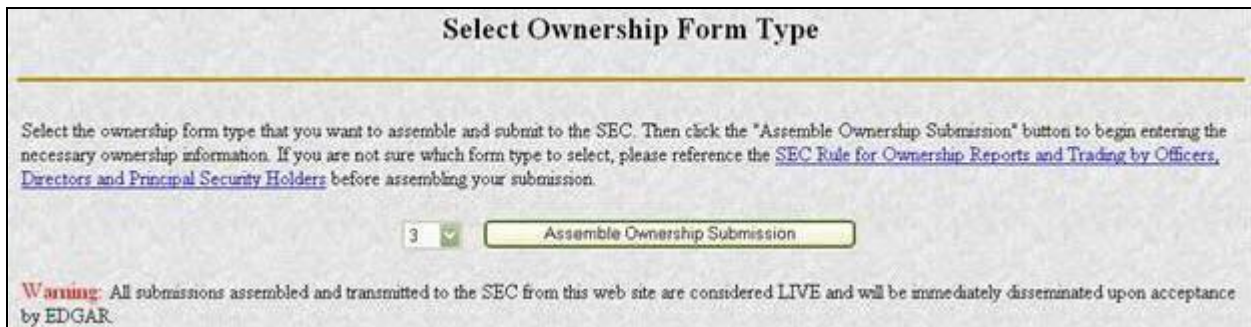 Select Ownership Form Type
Select the ownership form type that you want to assemble and submit to the SEC. Then click the "Assemble Ownership Submission" button to begin entering the
necessary ownership information. If you are not sure which form type to select, please reference the SEC Rule for Ownership Reports and Trading by Officers,
Directors and Principal Security Holders before assembling your submission.
3 Assemble Ownership Submission
Warning: All submissions assembled and transmitted to the SEC from this web site are considered LIVE and will be immediately disseminated upon acceptance
by EDGAR.